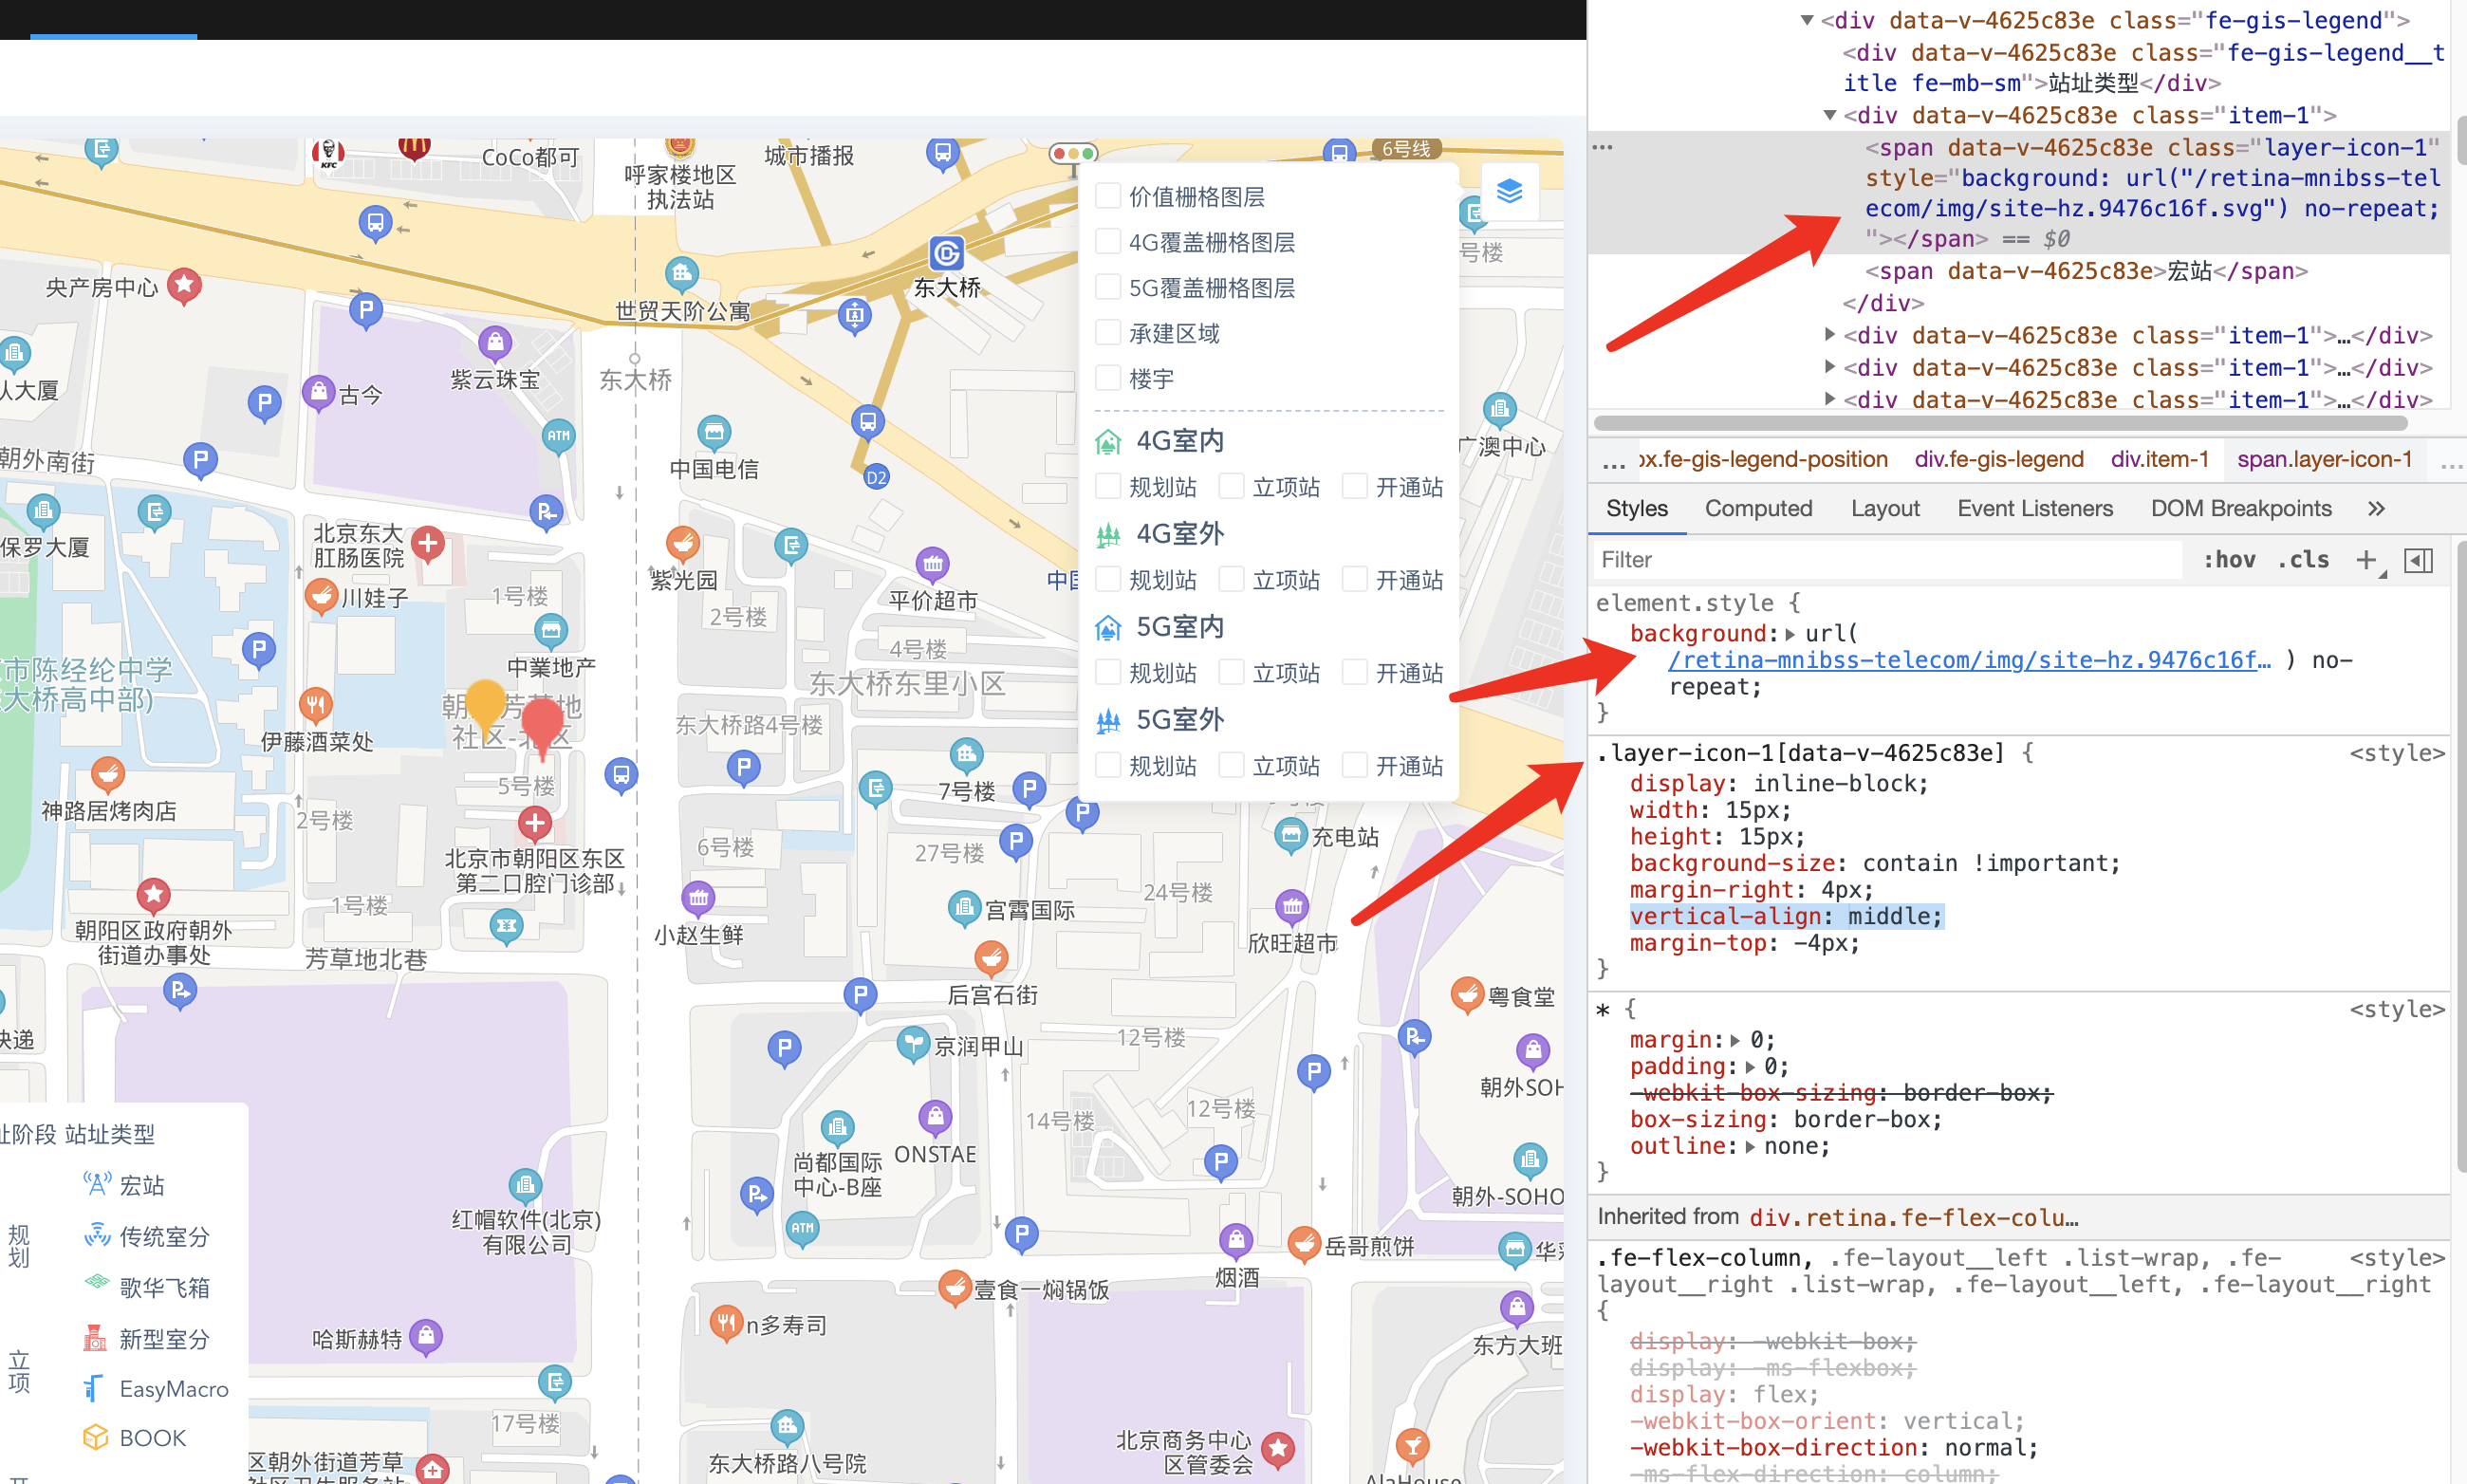 CoCo都可
呼家楼地区
执法站
城市播报
6号线
KFC
央产房中心
世贸天阶公寓
东大桥
号楼
P
紫云珠宝
东大桥
古今
P
从大厦
ATM
朝外南街
P
中国电信
D2
广澳中心
保罗大厦
北京东大
肛肠医院
紫光园
平价超市
中国
川娃子
1号楼
2号楼
4号楼
中業地产
市陈经纶中学
大桥高中部)
朝 芳草地
社区-北区
东大桥东里小区
东大桥路4号楼
伊藤酒菜处
神路居烤肉店
5号楼
7号楼
2号楼
6号楼
27号楼
充电站
北京市朝阳区东区
第二口腔门诊部
24号楼
1号楼
宫霄国际
小赵生鲜
欣旺超市
朝阳区政府朝外
街道办事处
芳草地北巷
后宫石街
粤食堂
快递
京润甲山
12号楼
朝外SOH
14号楼
12号楼
ONSTAE
尚都国际
中心-B座
朝外-SOHO
红帽软件(北京)
有限公司
ATM
岳哥煎饼
华彩
烟酒
壹食一焖锅饭
n多寿司
哈斯赫特
东方大班
17号楼
北京商务中心
区管委会
东大桥路八号院
区朝外街道芳草
AlaHouse
价值栅格图层
4G覆盖栅格图层
5G覆盖栅格图层
承建区域
楼宇
4G室内
规划站 立项站 开通站
4G室外
规划站 立项站 开通站
5G室内
规划站 立项站 开通站
5G室外
规划站 立项站 开通站
址阶段 站址类型
宏站
规划
传统室分
歌华飞箱
新型室分
立项
EasyMacro
BOOK
<div data-v-4625c83e class="fe-gis-legend">
<div data-v-4625c83e class="fe-gis-legend__t
itle fe-mb-sm">站址类型</div>
<div data-v-4625c83e class="item-1">
<span data-v-4625c83e class="layer-icon-1"
style="background: url("/retina-mnibss-tel
ecom/img/site-hz.9476c16f.svg") no-repeat;
"></span> == $0
<span data-v-4625c83e>宏站</span>
</div>
<div data-v-4625c83e class="item-1">…</div>
<div data-v-4625c83e class="item-1">…</div>
<div data-v-4625c83e class="item-1">…</div>
… ox.fe-gis-legend-position div.fe-gis-legend div.item-1 span.layer-icon-1 …
Styles Computed Layout Event Listeners DOM Breakpoints »
Filter :hov .cls +
element.style {
background: url(
/retina-mnibss-telecom/img/site-hz.9476c16f… ) no-
repeat;
}
.layer-icon-1[data-v-4625c83e] { <style>
display: inline-block;
width: 15px;
height: 15px;
background-size: contain !important;
margin-right: 4px;
vertical-align: middle;
margin-top: -4px;
}
* { <style>
margin: 0;
padding: 0;
-webkit-box-sizing: border-box;
box-sizing: border-box;
outline: none;
}
Inherited from div.retina.fe-flex-colu…
.fe-flex-column, .fe-layout__left .list-wrap, .fe- <style>
layout__right .list-wrap, .fe-layout__left, .fe-layout__right
{
display: -webkit-box;
display: -ms-flexbox;
display: flex;
-webkit-box-orient: vertical;
-webkit-box-direction: normal;
-ms-flex-direction: column;